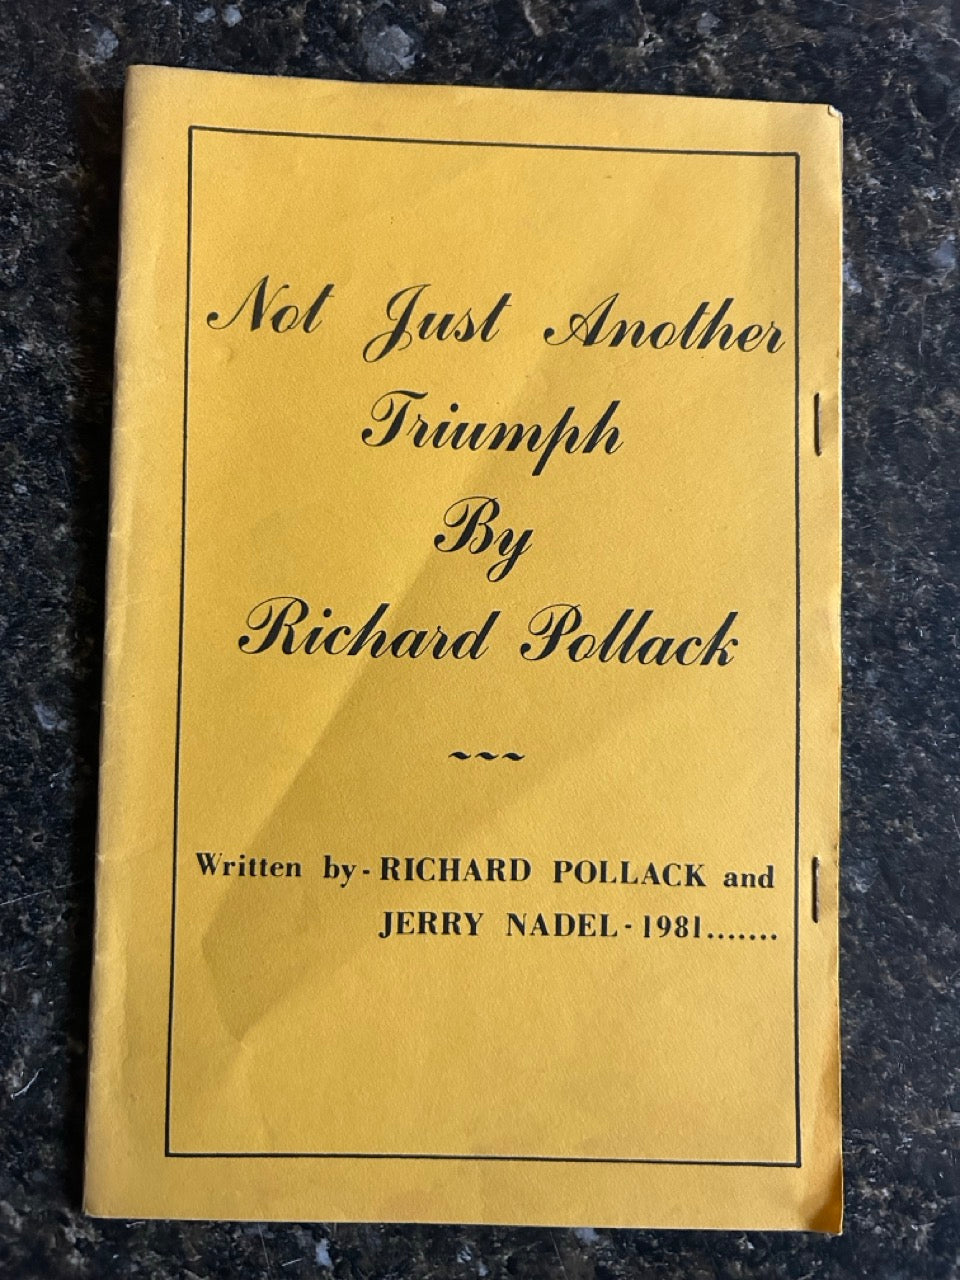 Not Just Another
Triumph
By
Richard Pollack
~~~
Written by - RICHARD POLLACK and
JERRY NADEL - 1981.......